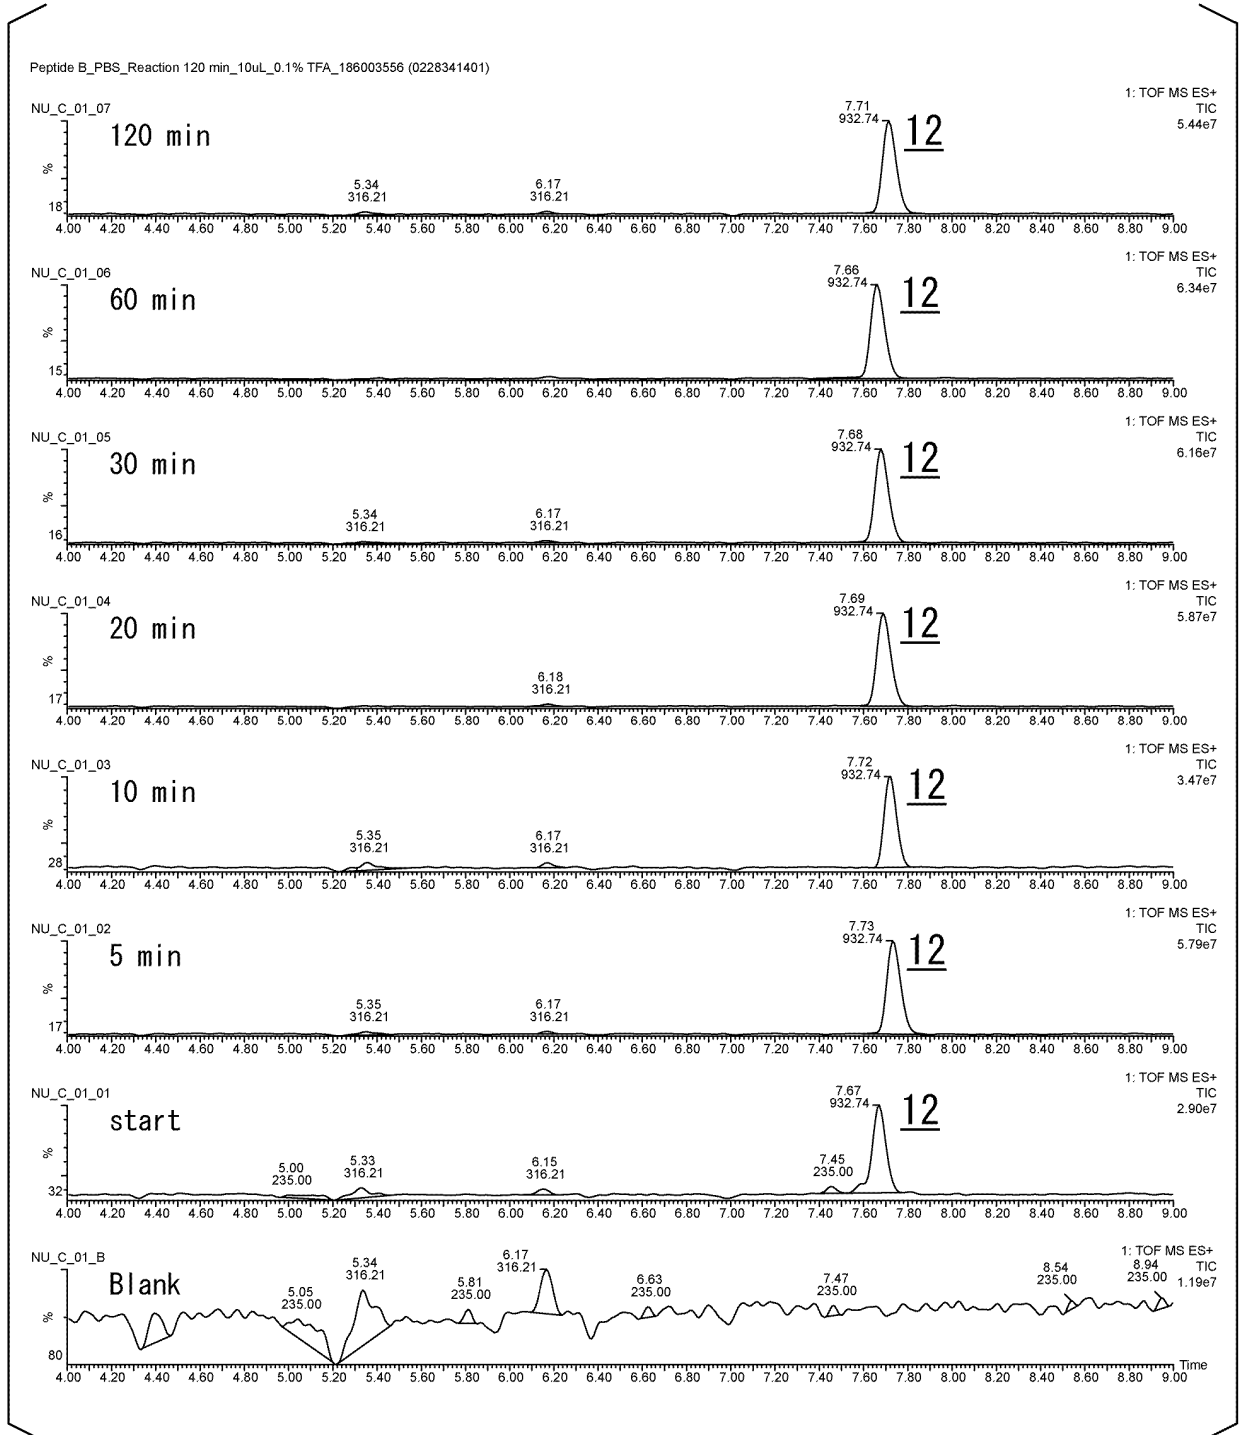 Peptide B_PBS_Reaction 120 min_10uL_0.1% TFA_186003556 (0228341401)
NU_C_01_07
1: TOF MS ES+
TIC
5.44e7
120 min
7.71
932.74
12
5.34
316.21
6.17
316.21
%
18
4.00 4.20 4.40 4.60 4.80 5.00 5.20 5.40 5.60 5.80 6.00 6.20 6.40 6.60 6.80 7.00 7.20 7.40 7.60 7.80 8.00 8.20 8.40 8.60 8.80 9.00
NU_C_01_06
1: TOF MS ES+
TIC
6.34e7
60 min
7.66
932.74
12
%
15
4.00 4.20 4.40 4.60 4.80 5.00 5.20 5.40 5.60 5.80 6.00 6.20 6.40 6.60 6.80 7.00 7.20 7.40 7.60 7.80 8.00 8.20 8.40 8.60 8.80 9.00
NU_C_01_05
1: TOF MS ES+
TIC
6.16e7
30 min
7.68
932.74
12
5.34
316.21
6.17
316.21
%
16
4.00 4.20 4.40 4.60 4.80 5.00 5.20 5.40 5.60 5.80 6.00 6.20 6.40 6.60 6.80 7.00 7.20 7.40 7.60 7.80 8.00 8.20 8.40 8.60 8.80 9.00
NU_C_01_04
1: TOF MS ES+
TIC
5.87e7
20 min
7.69
932.74
12
6.18
316.21
%
17
4.00 4.20 4.40 4.60 4.80 5.00 5.20 5.40 5.60 5.80 6.00 6.20 6.40 6.60 6.80 7.00 7.20 7.40 7.60 7.80 8.00 8.20 8.40 8.60 8.80 9.00
NU_C_01_03
1: TOF MS ES+
TIC
3.47e7
10 min
7.72
932.74
12
5.35
316.21
6.17
316.21
%
28
4.00 4.20 4.40 4.60 4.80 5.00 5.20 5.40 5.60 5.80 6.00 6.20 6.40 6.60 6.80 7.00 7.20 7.40 7.60 7.80 8.00 8.20 8.40 8.60 8.80 9.00
NU_C_01_02
1: TOF MS ES+
TIC
5.79e7
5 min
7.73
932.74
12
5.35
316.21
6.17
316.21
%
17
4.00 4.20 4.40 4.60 4.80 5.00 5.20 5.40 5.60 5.80 6.00 6.20 6.40 6.60 6.80 7.00 7.20 7.40 7.60 7.80 8.00 8.20 8.40 8.60 8.80 9.00
NU_C_01_01
1: TOF MS ES+
TIC
2.90e7
start
7.67
932.74
12
5.00
235.00
5.33
316.21
6.15
316.21
7.45
235.00
%
32
4.00 4.20 4.40 4.60 4.80 5.00 5.20 5.40 5.60 5.80 6.00 6.20 6.40 6.60 6.80 7.00 7.20 7.40 7.60 7.80 8.00 8.20 8.40 8.60 8.80 9.00
NU_C_01_B
1: TOF MS ES+
TIC
1.19e7
Blank
5.05
235.00
5.34
316.21
5.81
235.00
6.17
316.21
6.63
235.00
7.47
235.00
8.54
235.00
8.94
235.00
%
80
Time
4.00 4.20 4.40 4.60 4.80 5.00 5.20 5.40 5.60 5.80 6.00 6.20 6.40 6.60 6.80 7.00 7.20 7.40 7.60 7.80 8.00 8.20 8.40 8.60 8.80 9.00